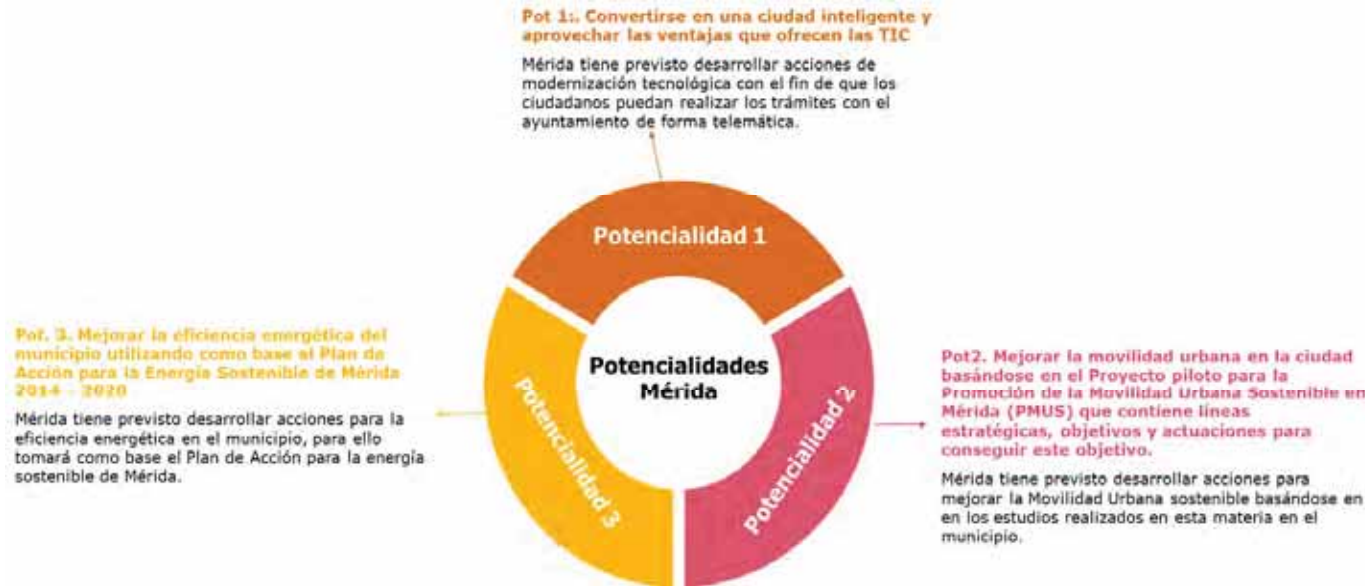 Pot 1:. Convertirse en una ciudad inteligente y
aprovechar las ventajas que ofrecen las TIC
Mérida tiene previsto desarrollar acciones de
modernización tecnológica con el fin de que los
ciudadanos puedan realizar los trámites con el
ayuntamiento de forma telemática.
Potencialidad 1
Pot. 3. Mejorar la eficiencia energética del
municipio utilizando como base el Plan de
Acción para la Energía Sostenible de Mérida
2014 - 2020
Mérida tiene previsto desarrollar acciones para la
eficiencia energética en el municipio, para ello
tomará como base el Plan de Acción para la energía
sostenible de Mérida.
Potencialidad 3
Potencialidades
Mérida
Potencialidad 2
Pot2. Mejorar la movilidad urbana en la ciudad
basándose en el Proyecto piloto para la
Promoción de la Movilidad Urbana Sostenible en
Mérida (PMUS) que contiene líneas
estratégicas, objetivos y actuaciones para
conseguir este objetivo.
Mérida tiene previsto desarrollar acciones para
mejorar la Movilidad Urbana sostenible basándose en
en los estudios realizados en esta materia en el
municipio.